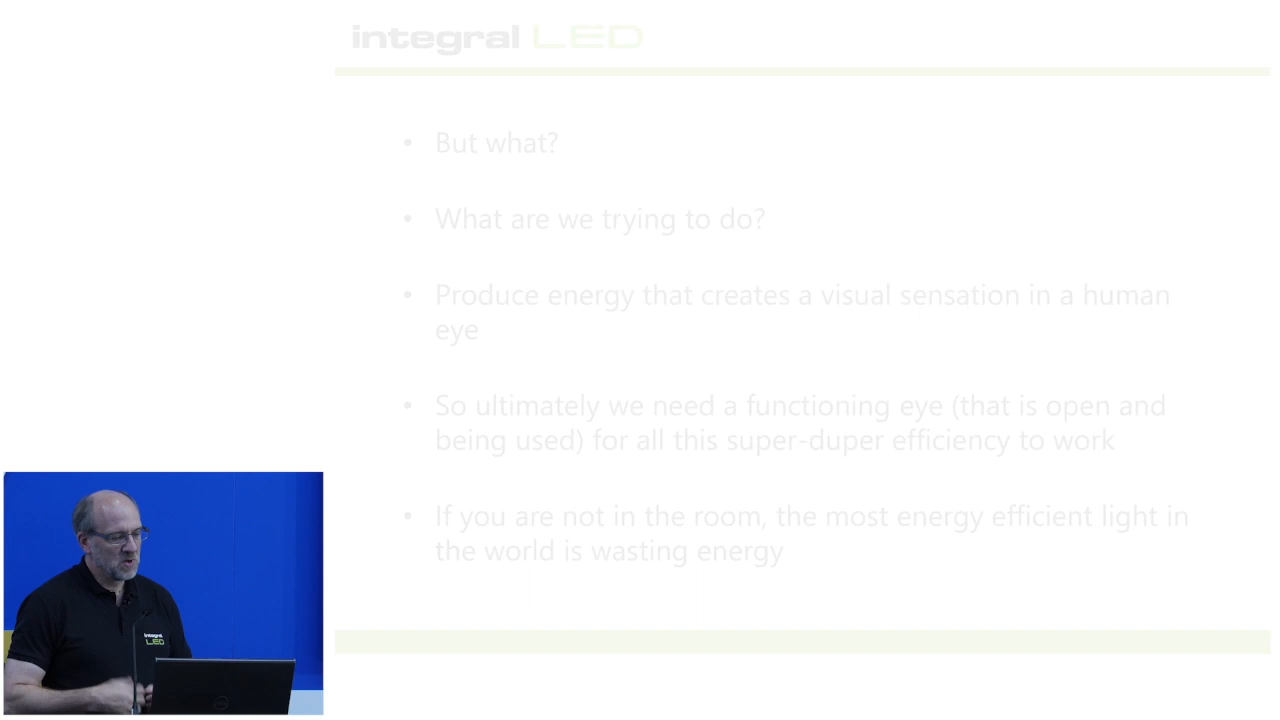 integral LED
• But what?
• What are we trying to do?
• Produce energy that creates a visual sensation in a human
eye
• So ultimately we need a functioning eye (that is open and
being used) for all this super-duper efficiency to work
• If you are not in the room, the most energy efficient light in
the world is wasting energy
integral
LED